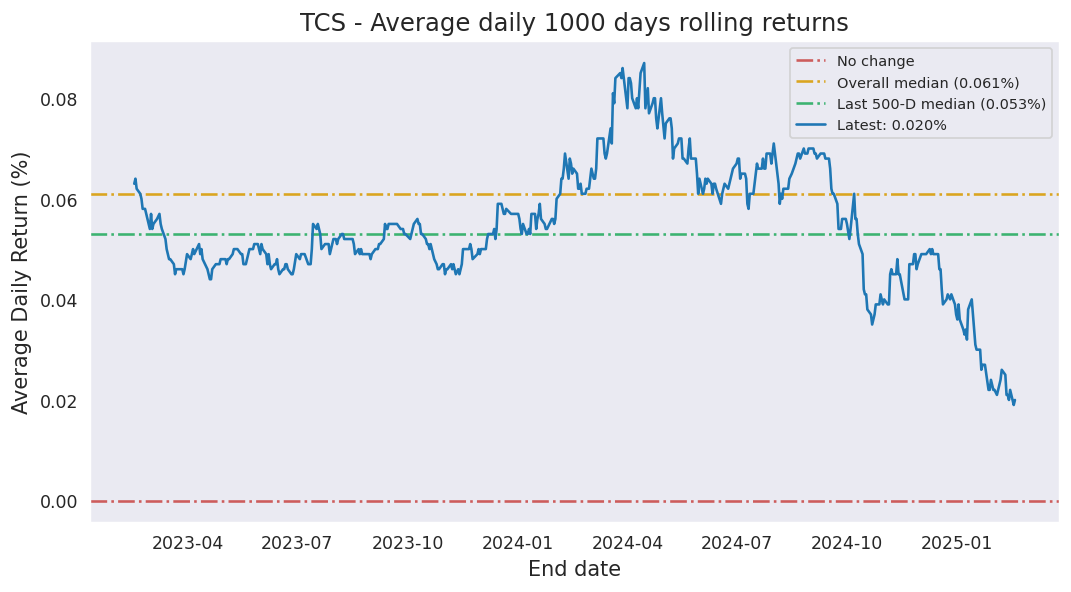 TCS - Average daily 1000 days rolling returns
No change
Overall median (0.061%)
Last 500-D median (0.053%)
Latest: 0.020%
Average Daily Return (%)
0.08
0.06
0.04
0.02
0.00
2023-04 2023-07 2023-10 2024-01 2024-04 2024-07 2024-10 2025-01
End date